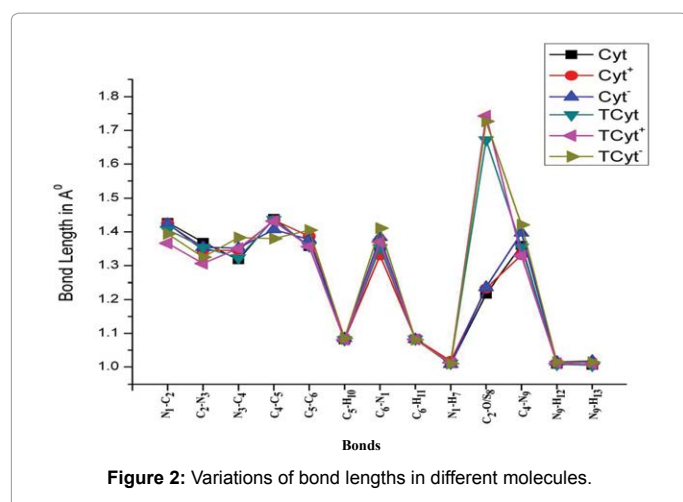 Cyt
Cyt⁺
Cyt⁻
TCyt
TCyt⁺
TCyt⁻
1.8
1.7
1.6
1.5
1.4
1.3
1.2
1.1
1.0
Bond Length in A⁰
N₁-C₂
C₂-N₃
N₃-C₄
C₄-C₅
C₅-C₆
C₅-H₁₀
C₆-N₁
C₆-H₁₁
N₁-H₇
C₂-O/S₈
C₄-N₉
N₉-H₁₂
N₉-H₁₃
Bonds
Figure 2: Variations of bond lengths in different molecules.